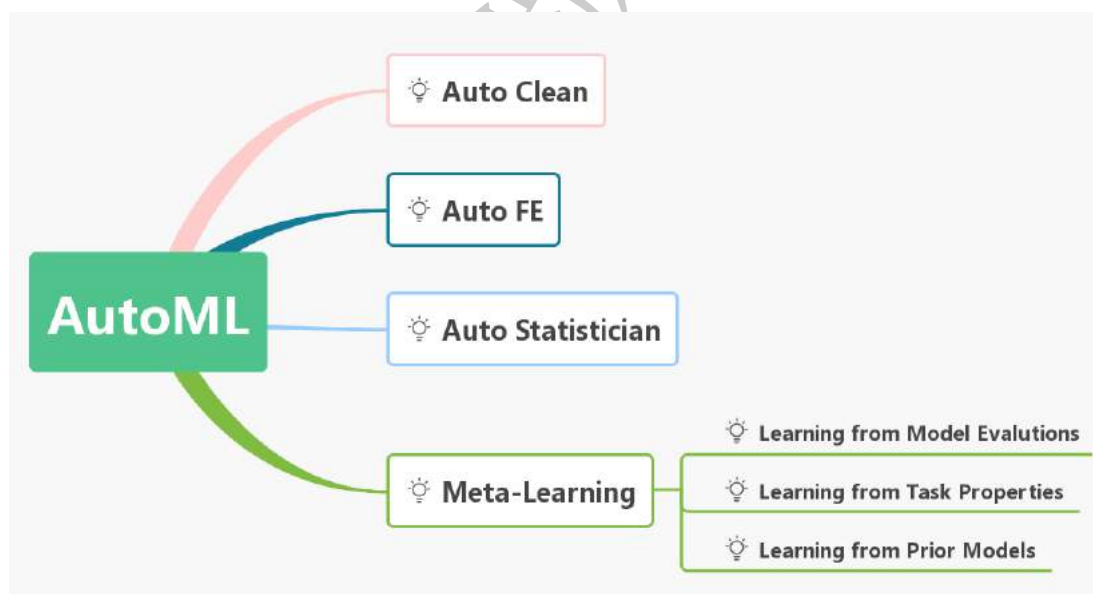 Auto Clean
Auto FE
AutoML
Auto Statistician
Meta-Learning
Learning from Model Evalutions
Learning from Task Properties
Learning from Prior Models